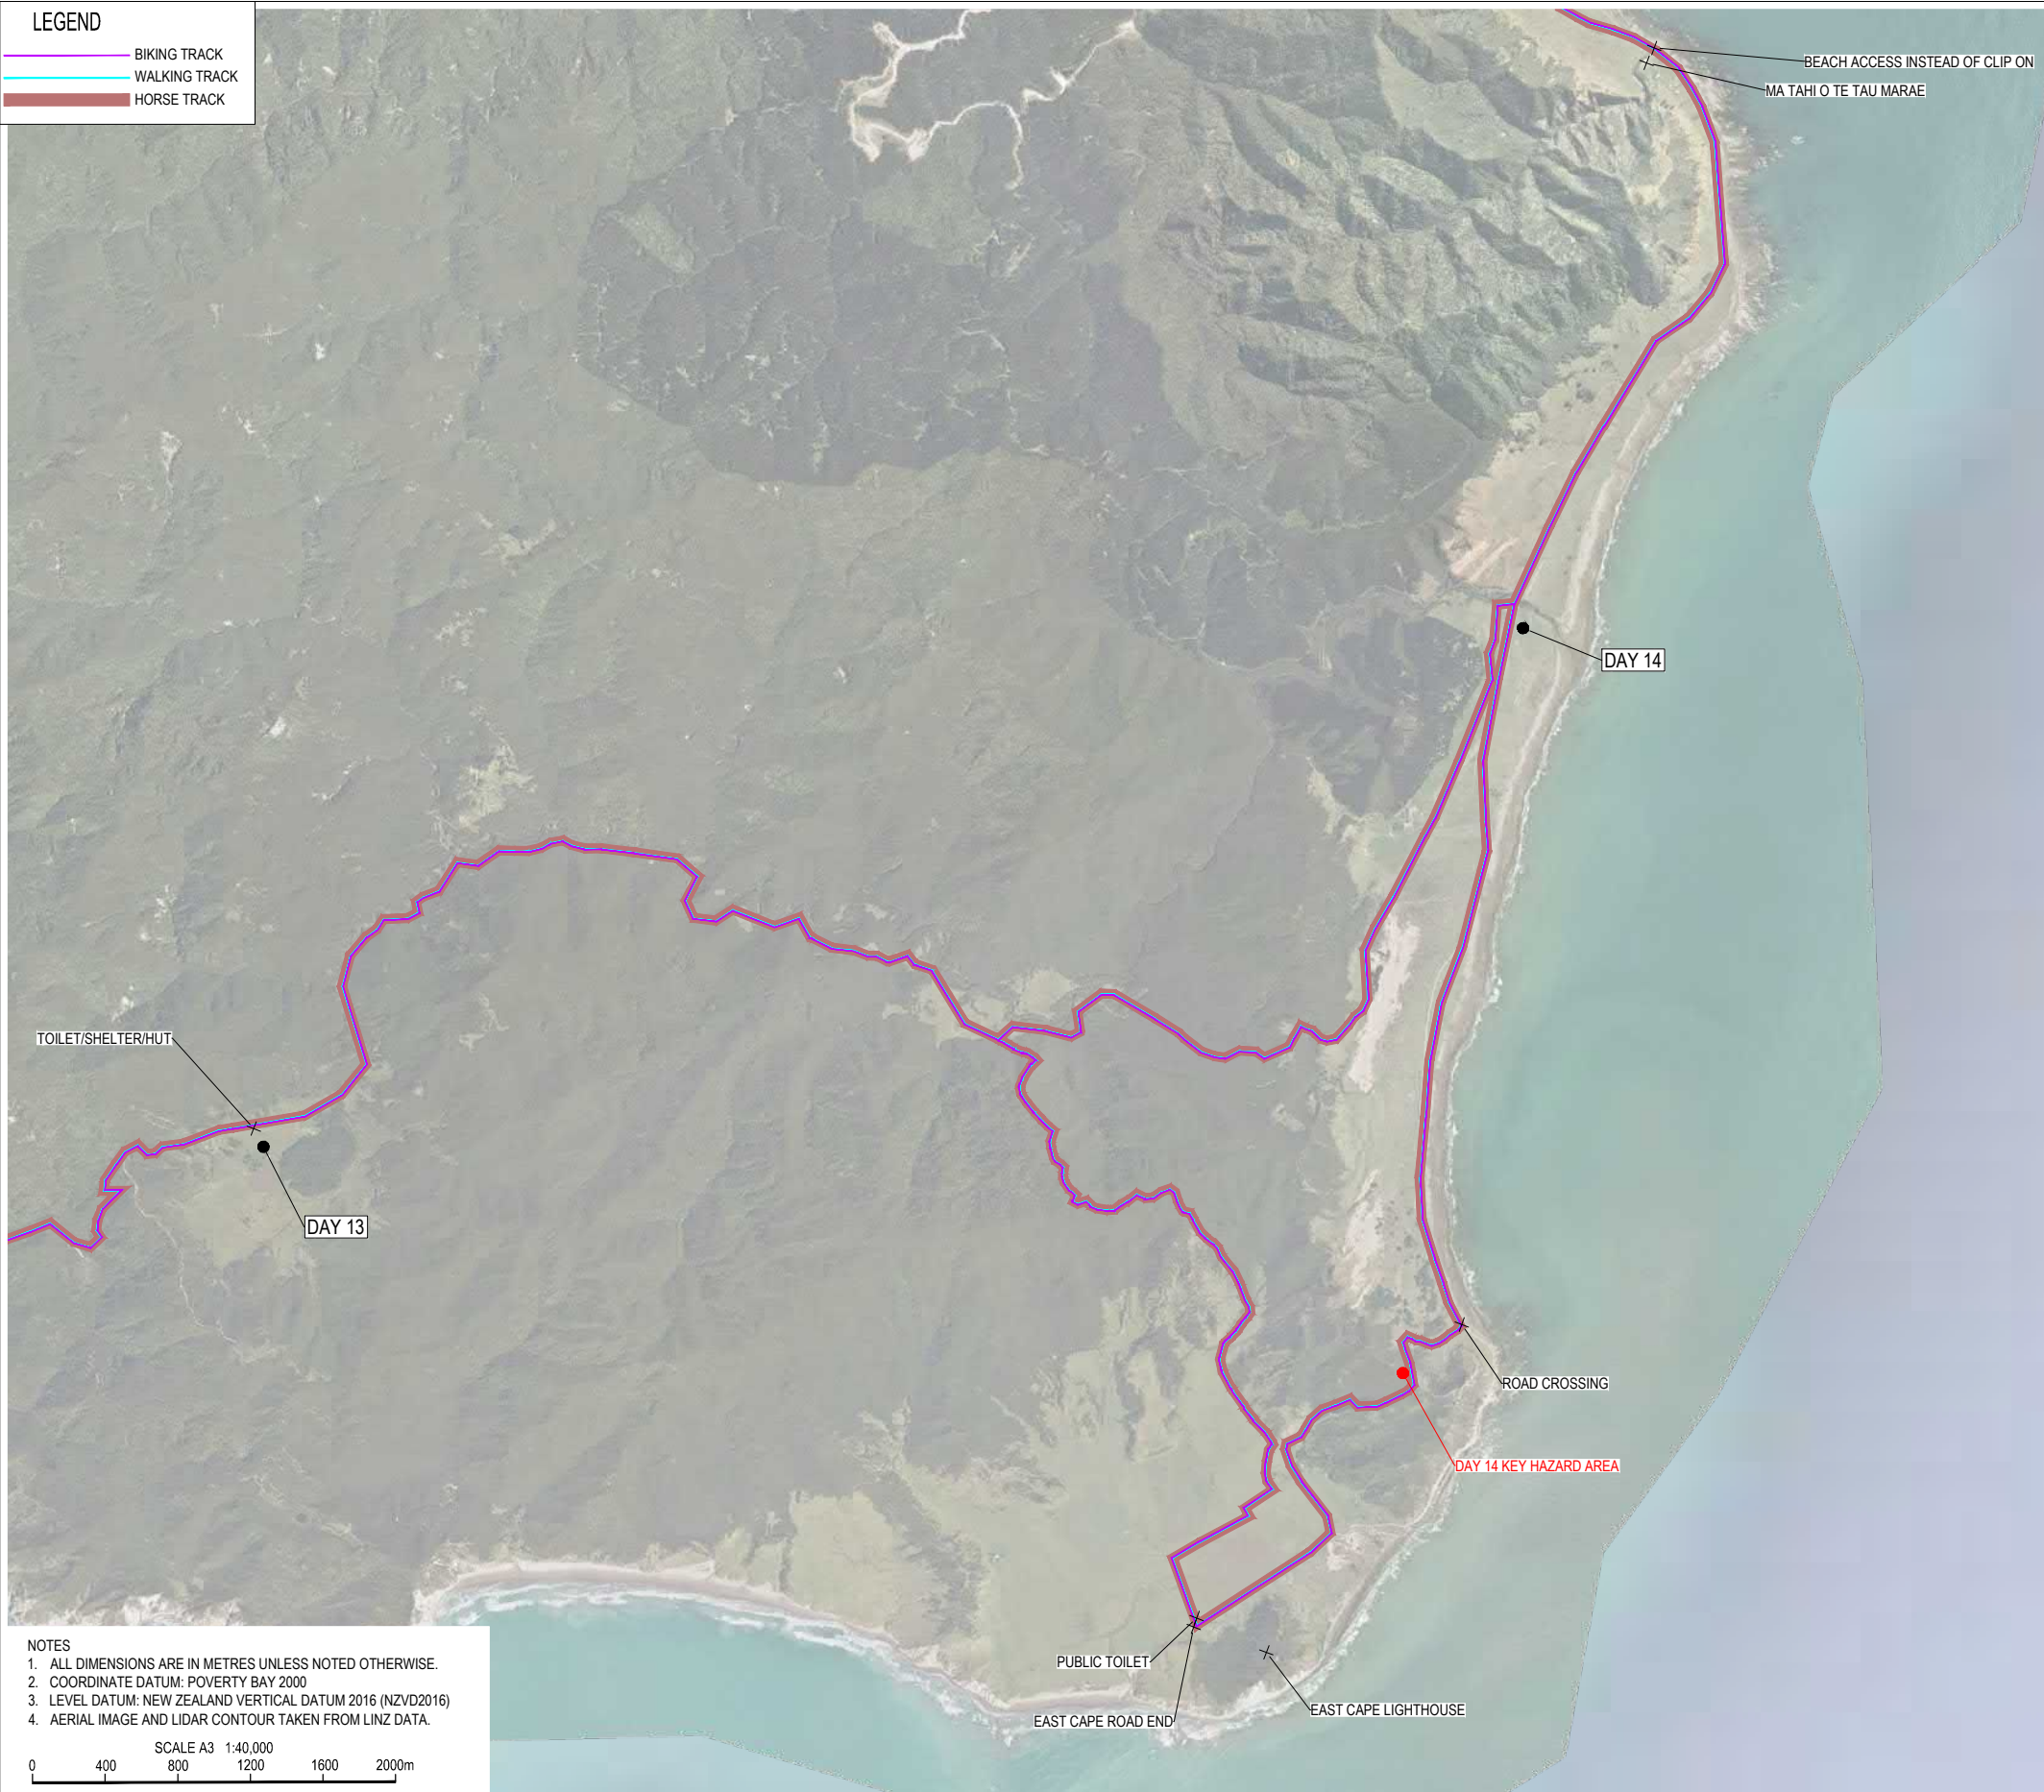 LEGEND
BIKING TRACK
WALKING TRACK
HORSE TRACK
BEACH ACCESS INSTEAD OF CLIP ON
MA TAHI O TE TAU MARAE
DAY 14
TOILET/SHELTER/HUT
DAY 13
ROAD CROSSING
DAY 14 KEY HAZARD AREA
PUBLIC TOILET
EAST CAPE LIGHTHOUSE
EAST CAPE ROAD END
NOTES
1. ALL DIMENSIONS ARE IN METRES UNLESS NOTED OTHERWISE.
2. COORDINATE DATUM: POVERTY BAY 2000
3. LEVEL DATUM: NEW ZEALAND VERTICAL DATUM 2016 (NZVD2016)
4. AERIAL IMAGE AND LIDAR CONTOUR TAKEN FROM LINZ DATA.
SCALE A3 1:40,000
0 400 800 1200 1600 2000m